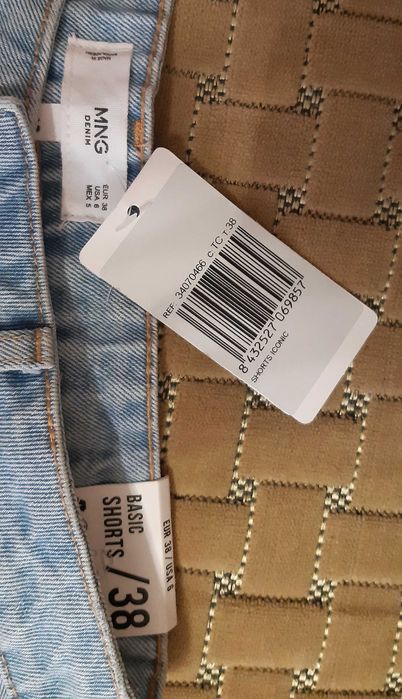 MNG
DENIM
EUR 38
USA 6
MEX 5
REF. 34070466 C.TC T.38
8 432527 069857
SHORTS ICONIC
BASIC
SHORTS / 38
EUR 38 / USA 6